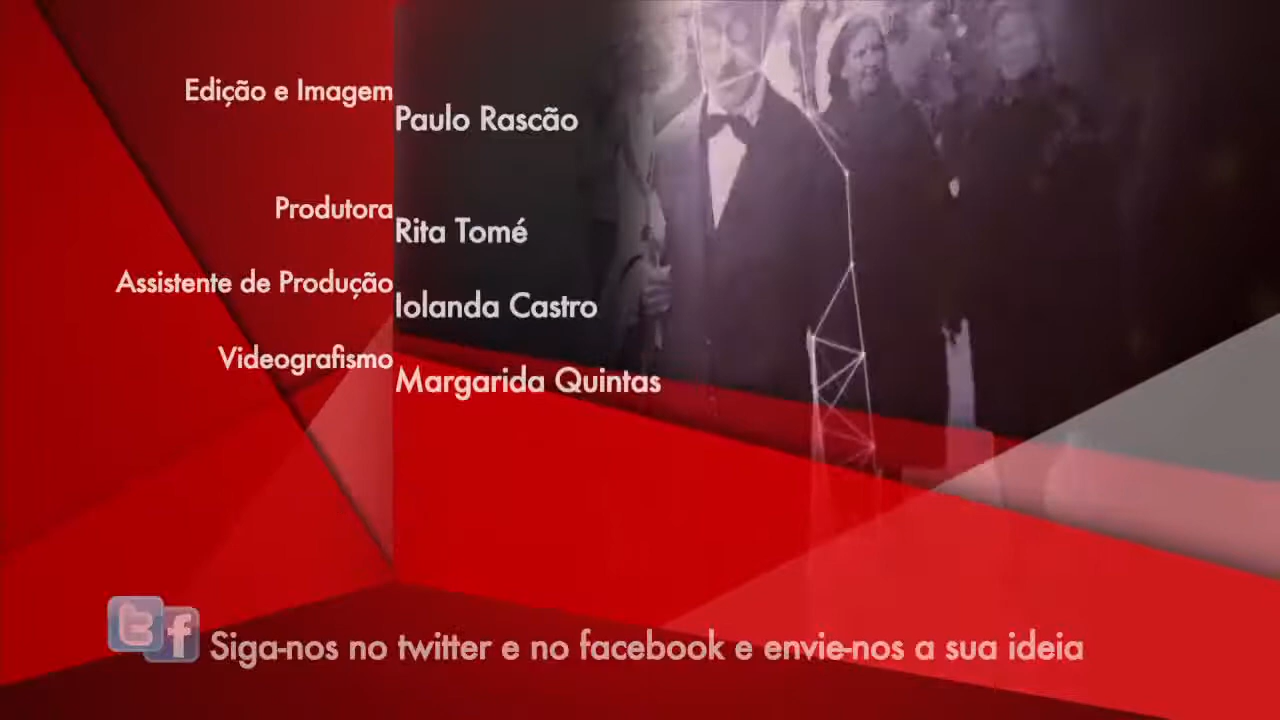 Edição e Imagem
Paulo Rascão
Produtora
Rita Tomé
Assistente de Produção
Iolanda Castro
Videografismo
Margarida Quintas
Siga-nos no twitter e no facebook e envie-nos a sua ideia